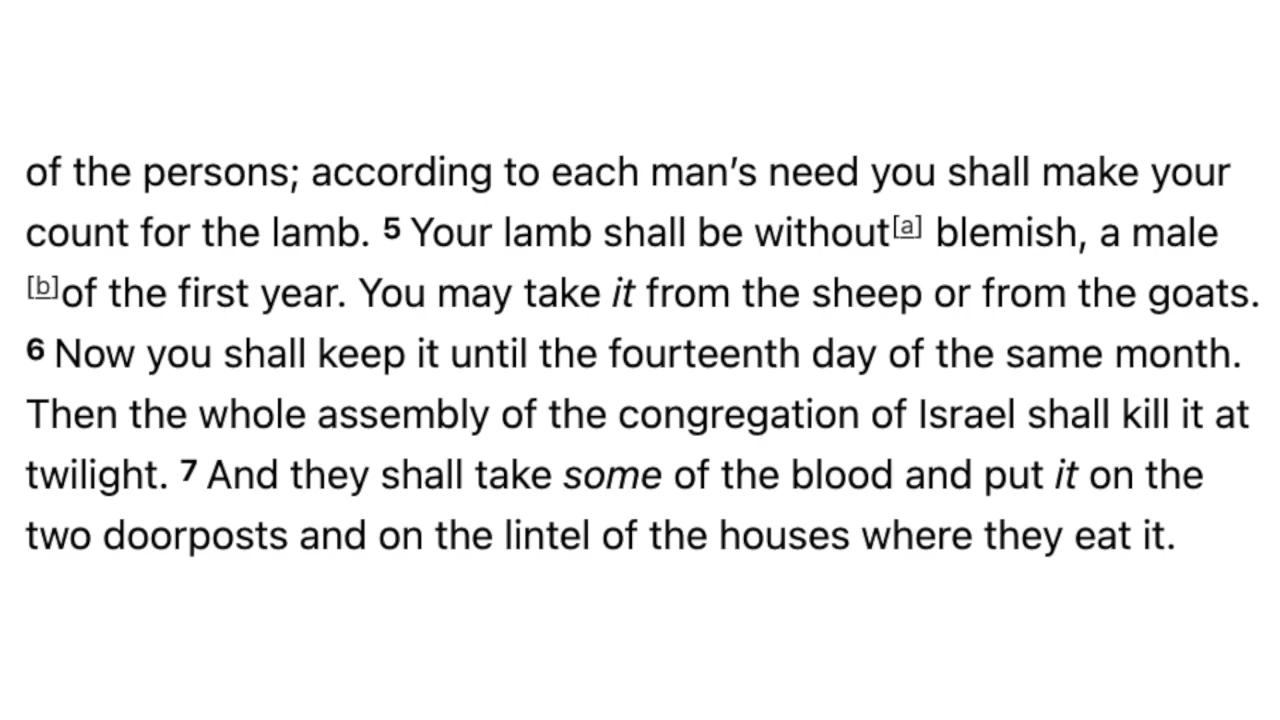 of the persons; according to each man’s need you shall make your
count for the lamb. 5 Your lamb shall be without[a] blemish, a male
[b]of the first year. You may take it from the sheep or from the goats.
6 Now you shall keep it until the fourteenth day of the same month.
Then the whole assembly of the congregation of Israel shall kill it at
twilight. 7 And they shall take some of the blood and put it on the
two doorposts and on the lintel of the houses where they eat it.